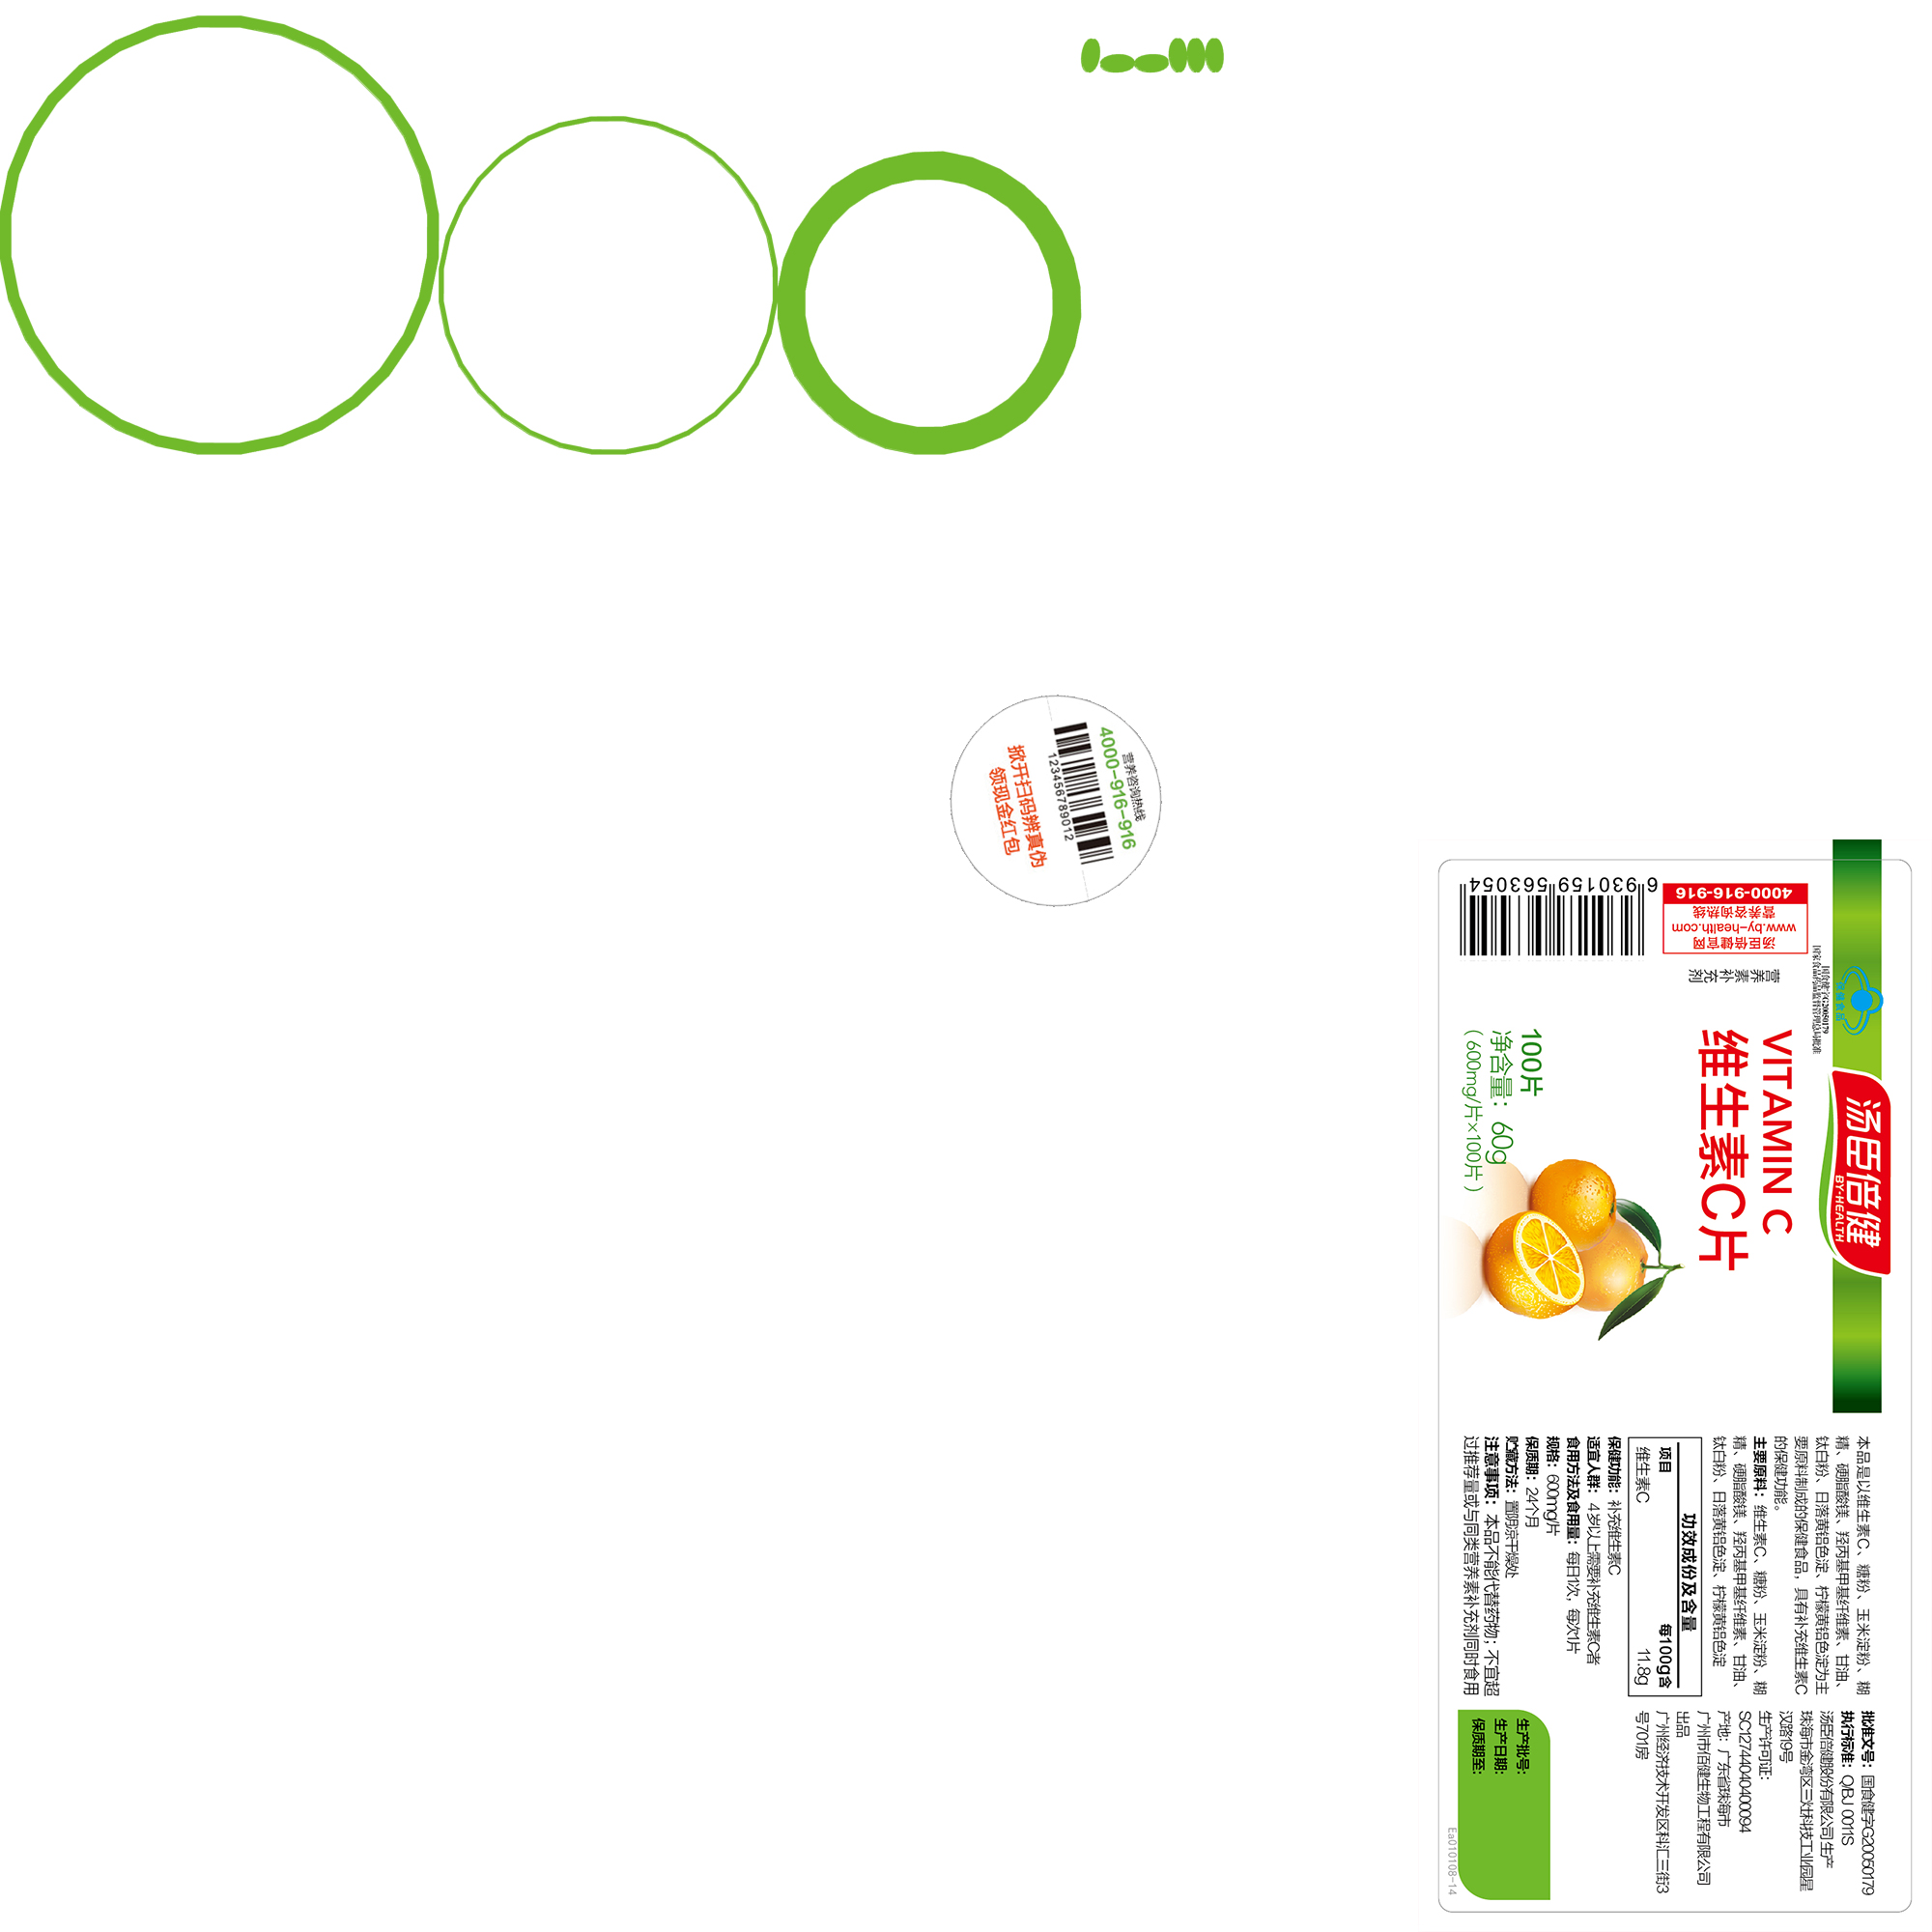 营养咨询热线
4000-916-916
123456789012
掀开扫码辨真伪
领现金红包
汤臣倍健官网
www.by-health.com
营养咨询热线
4000-916-916
6 930159 563054
营养素补充剂
保健食品
国食健字G20050179
国家食品药品监督管理总局批准
汤臣倍健
BY-HEALTH
VITAMIN C
维生素C片
100片
净含量：60g
（600mg/片×100片）
本品是以维生素C、糖粉、玉米淀粉、糊
精、硬脂酸镁、羟丙基甲基纤维素、甘油、
钛白粉、日落黄铝色淀、柠檬黄铝色淀为主
要原料制成的保健食品，具有补充维生素C
的保健功能。
主要原料：维生素C、糖粉、玉米淀粉、糊
精、硬脂酸镁、羟丙基甲基纤维素、甘油、
钛白粉、日落黄铝色淀、柠檬黄铝色淀
功效成份及含量
项目 每100g含
维生素C 11.8g
保健功能：补充维生素C
适宜人群：4岁以上需要补充维生素C者
食用方法及食用量：每日1次，每次1片
规格：600mg/片
保质期：24个月
贮藏方法：置阴凉干燥处
注意事项：本品不能代替药物；不宜超
过推荐量或与同类营养素补充剂同时食用
批准文号：国食健字G20050179
执行标准：Q/BJ 0011S
汤臣倍健股份有限公司生产
珠海市金湾区三灶科技工业园星
汉路19号
生产许可证：
SC12744040400094
产地：广东省珠海市
广州市佰健生物工程有限公司
出品
广州经济技术开发区科汇三街3
号701房
生产批号：
生产日期：
保质期至：
Ea010108-14